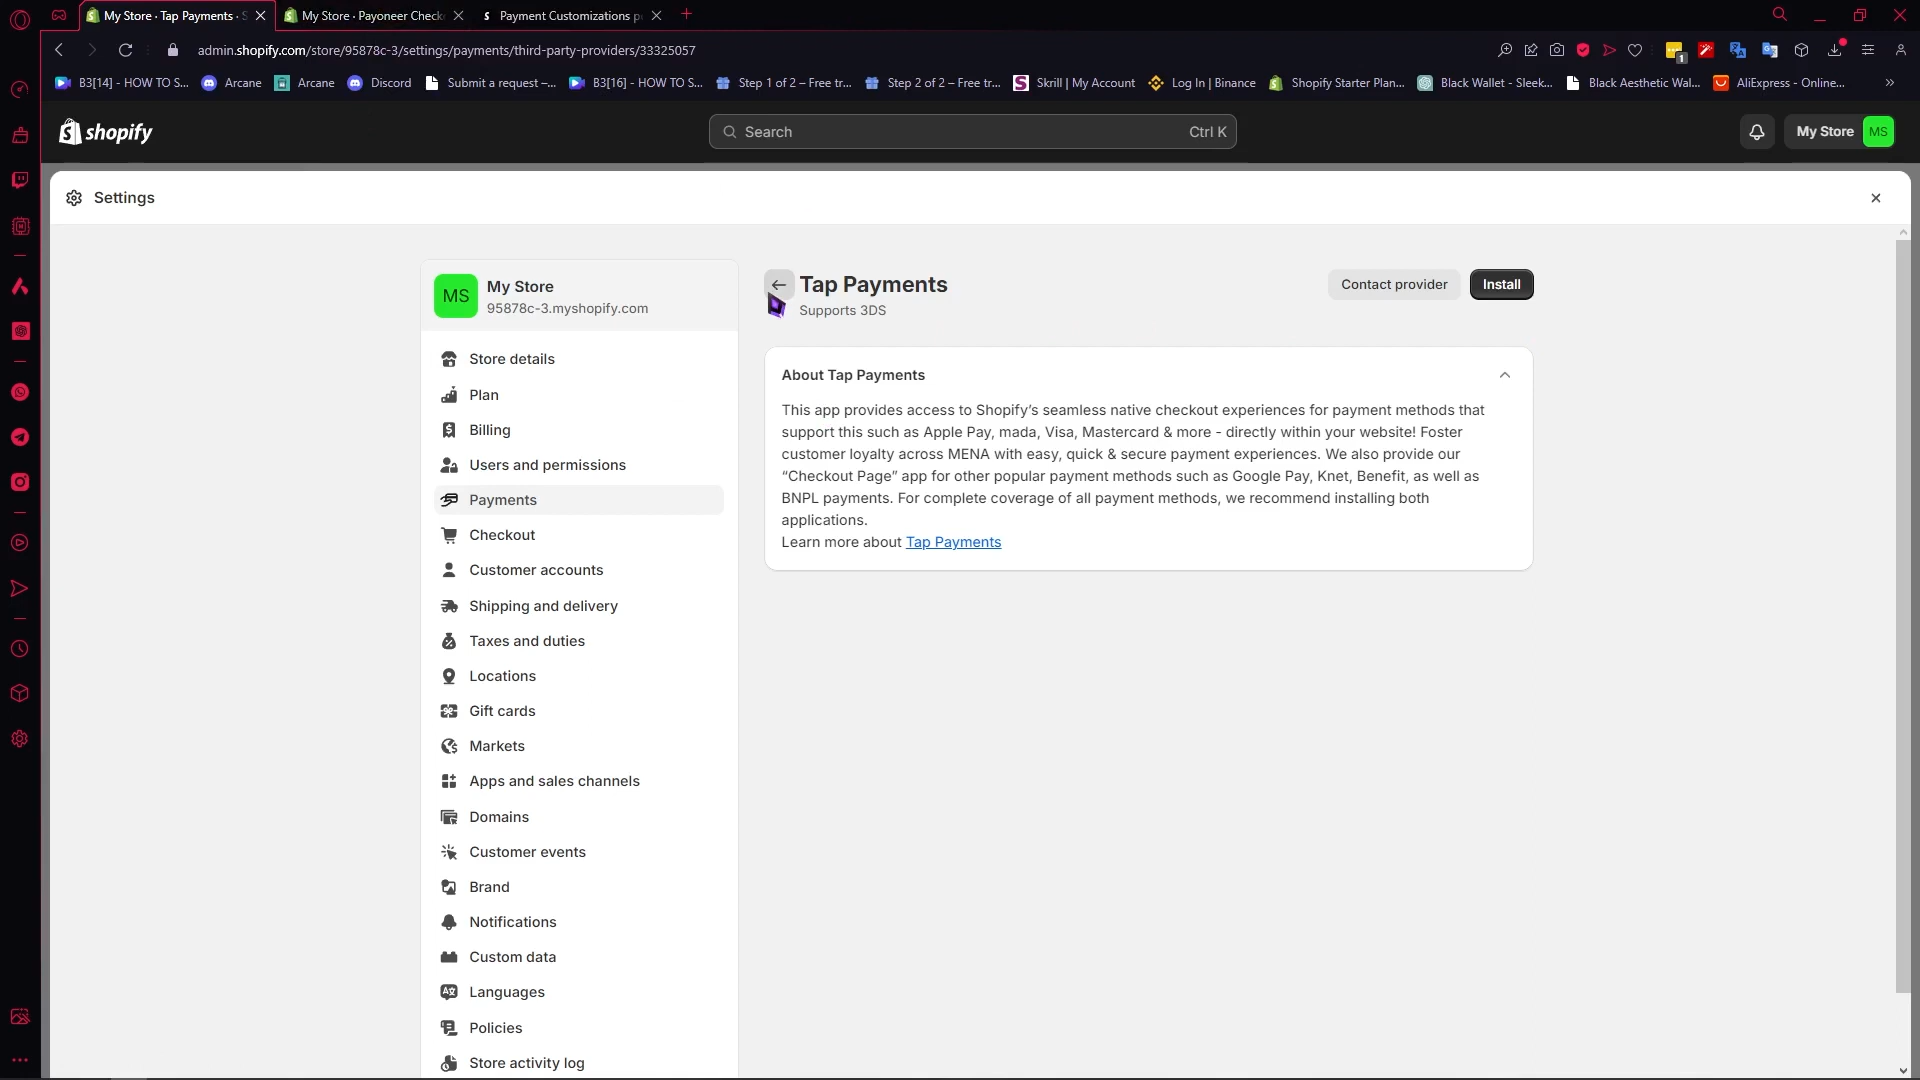 My Store · Tap Payments · S
My Store · Payoneer Check
Payment Customizations p
admin.shopify.com/store/95878c-3/settings/payments/third-party-providers/33325057
1
B3[14] - HOW TO S...
Arcane
Arcane
Discord
Submit a request –...
B3[16] - HOW TO S...
Step 1 of 2 – Free tr...
Step 2 of 2 – Free tr...
Skrill | My Account
Log In | Binance
Shopify Starter Plan...
Black Wallet - Sleek...
Black Aesthetic Wal...
AliExpress - Online...
shopify
Search
Ctrl K
My Store
MS
Settings
MS
My Store
95878c-3.myshopify.com
Store details
Plan
Billing
Users and permissions
Payments
Checkout
Customer accounts
Shipping and delivery
Taxes and duties
Locations
Gift cards
Markets
Apps and sales channels
Domains
Customer events
Brand
Notifications
Custom data
Languages
Policies
Store activity log
Tap Payments
Supports 3DS
Contact provider
Install
About Tap Payments
This app provides access to Shopify’s seamless native checkout experiences for payment methods that
support this such as Apple Pay, mada, Visa, Mastercard & more - directly within your website! Foster
customer loyalty across MENA with easy, quick & secure payment experiences. We also provide our
“Checkout Page” app for other popular payment methods such as Google Pay, Knet, Benefit, as well as
BNPL payments. For complete coverage of all payment methods, we recommend installing both
applications.
Learn more about Tap Payments